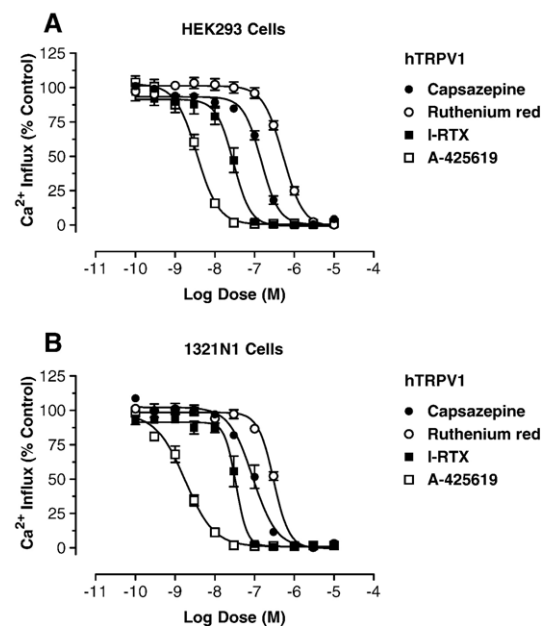 A
HEK293 Cells
Ca2+ Influx (% Control)
125
100
75
50
25
0
-11 -10 -9 -8 -7 -6 -5 -4
Log Dose (M)
hTRPV1
Capsazepine
Ruthenium red
I-RTX
A-425619
B
1321N1 Cells
Ca2+ Influx (% Control)
125
100
75
50
25
0
-11 -10 -9 -8 -7 -6 -5 -4
Log Dose (M)
hTRPV1
Capsazepine
Ruthenium red
I-RTX
A-425619